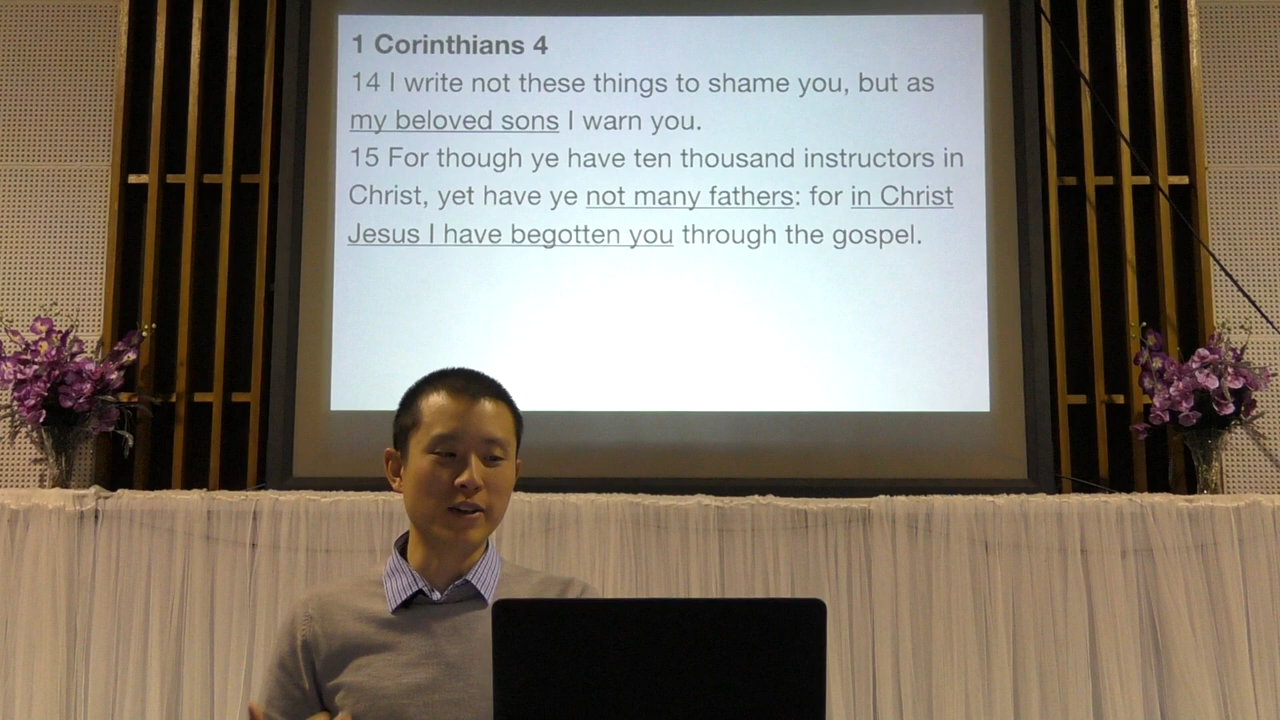 1 Corinthians 4
14 I write not these things to shame you, but as
my beloved sons I warn you.
15 For though ye have ten thousand instructors in
Christ, yet have ye not many fathers: for in Christ
Jesus I have begotten you through the gospel.